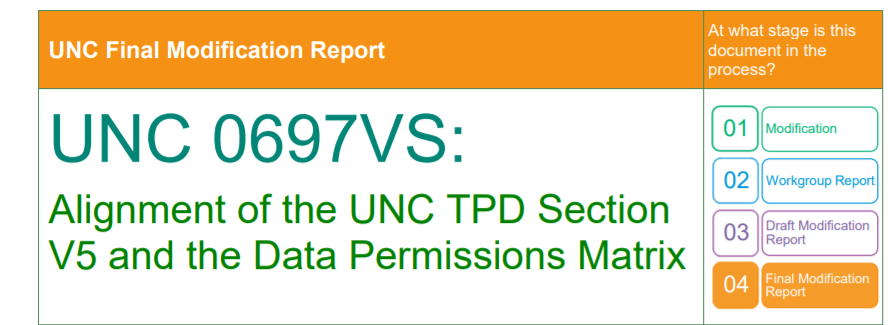 UNC Final Modification Report
At what stage is this
document in the
process?
UNC 0697VS:
Alignment of the UNC TPD Section
V5 and the Data Permissions Matrix
01
Modification
02
Workgroup Report
03
Draft Modification
Report
04
Final Modification
Report